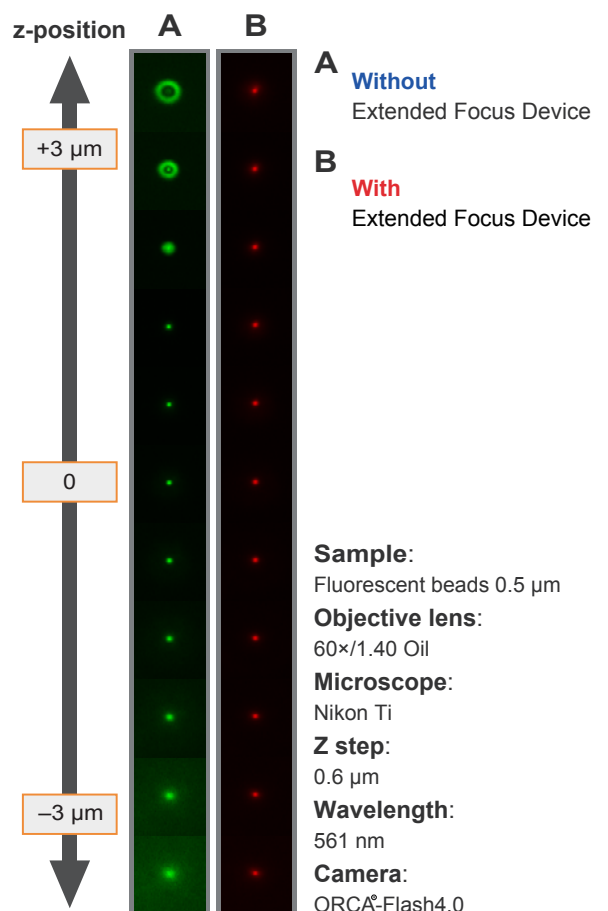 z-position
A
B
+3 µm
0
–3 µm
A
Without
Extended Focus Device
B
With
Extended Focus Device
Sample:
Fluorescent beads 0.5 µm
Objective lens:
60×/1.40 Oil
Microscope:
Nikon Ti
Z step:
0.6 µm
Wavelength:
561 nm
Camera:
ORCA®-Flash4.0